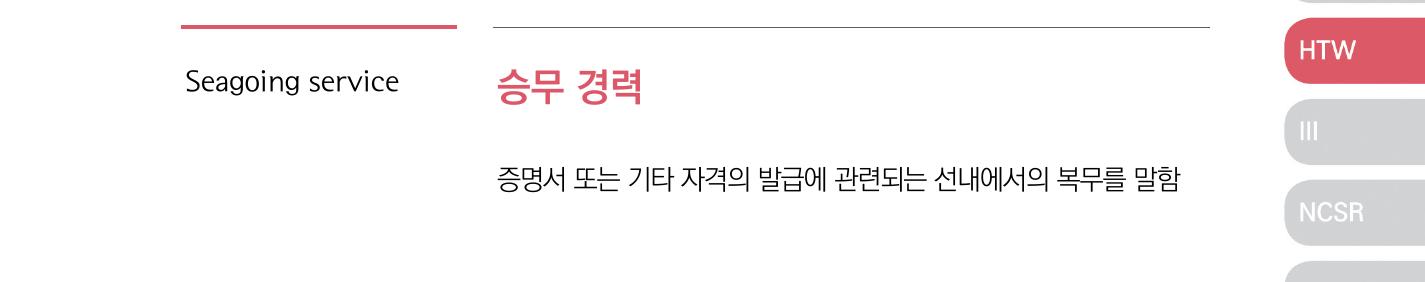 Seagoing service
승무 경력
증명서 또는 기타 자격의 발급에 관련되는 선내에서의 복무를 말함
HTW
III
NCSR